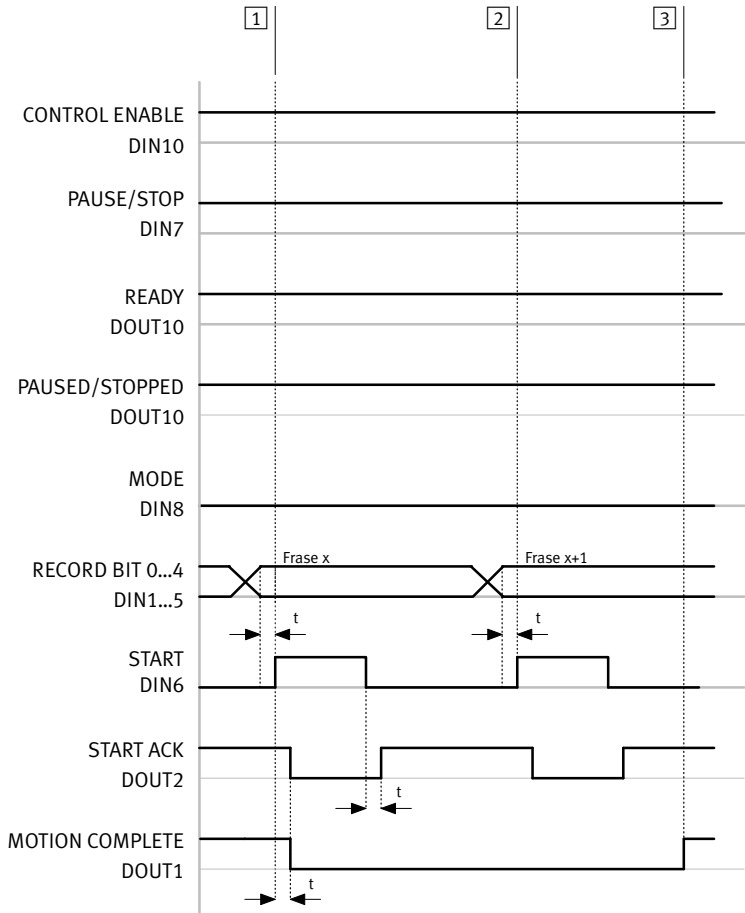 1
2
3
CONTROL ENABLE
DIN10
PAUSE/STOP
DIN7
READY
DOUT10
PAUSED/STOPPED
DOUT10
MODE
DIN8
RECORD BIT 0...4
DIN1...5
Frase x
Frase x+1
t
t
START
DIN6
START ACK
DOUT2
t
MOTION COMPLETE
DOUT1
t